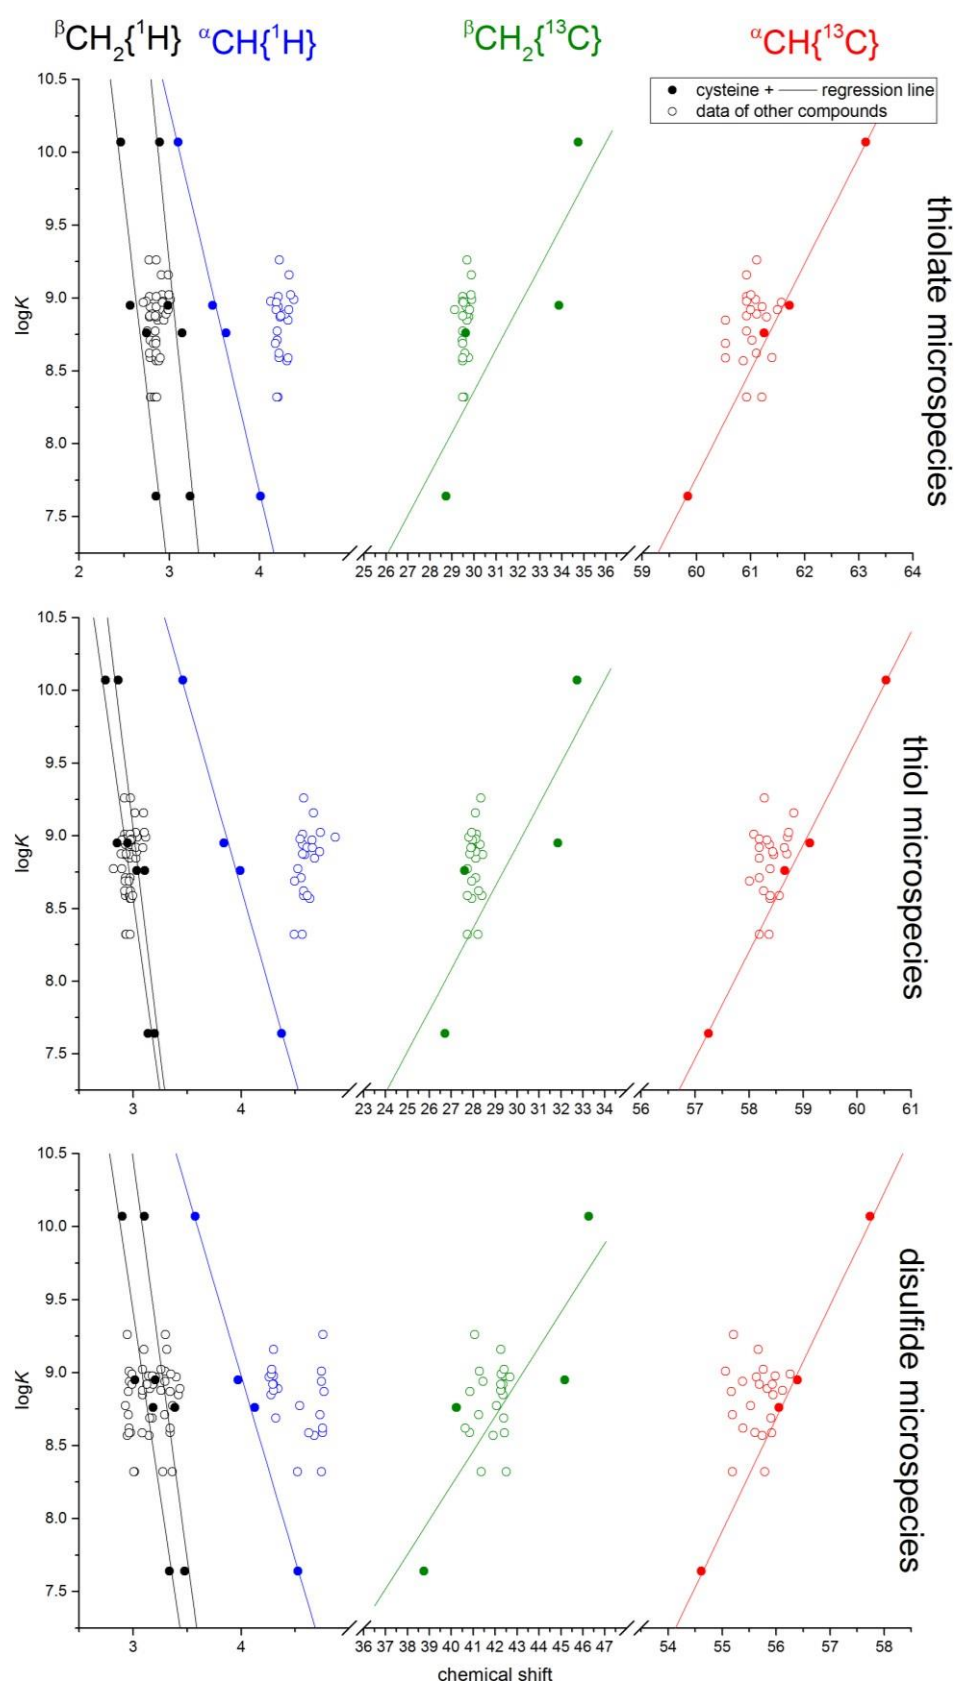 βCH2{1H} αCH{1H} βCH2{13C} αCH{13C}
cysteine + —— regression line
data of other compounds
10.5
10.0
9.5
9.0
8.5
8.0
7.5
logK
thiolate microspecies
2 3 4 25 26 27 28 29 30 31 32 33 34 35 36 59 60 61 62 63 64
10.5
10.0
9.5
9.0
8.5
8.0
7.5
logK
thiol microspecies
3 4 23 24 25 26 27 28 29 30 31 32 33 34 56 57 58 59 60 61
10.5
10.0
9.5
9.0
8.5
8.0
7.5
logK
disulfide microspecies
3 4 36 37 38 39 40 41 42 43 44 45 46 47 54 55 56 57 58
chemical shift